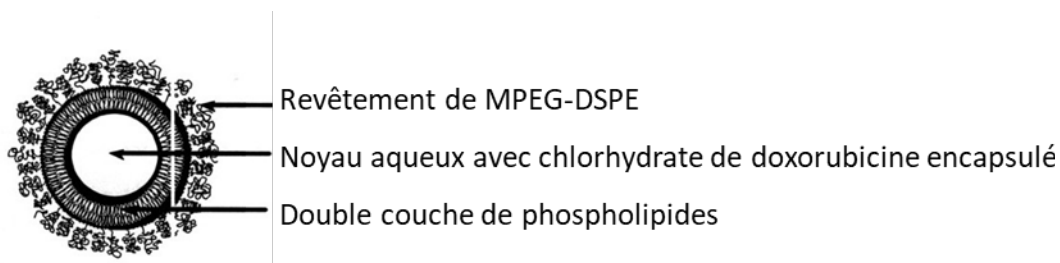 Revêtement de MPEG-DSPE
Noyau aqueux avec chlorhydrate de doxorubicine encapsulé
Double couche de phospholipides